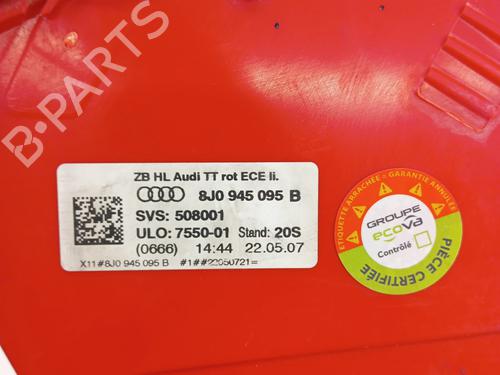 B-PARTS
ZB HL Audi TT rot ECE li.
8J0 945 095 B
SVS: 508001
ULO: 7550-01 Stand: 20S
(0666) 14:44 22.05.07
X11#8J0 945 095 B #1##22050721=
ETIQUETTE ARRACHÉE = GARANTIE ANNULÉE
GROUPE
ecova
Contrôlé
PIÈCE CERTIFIÉE